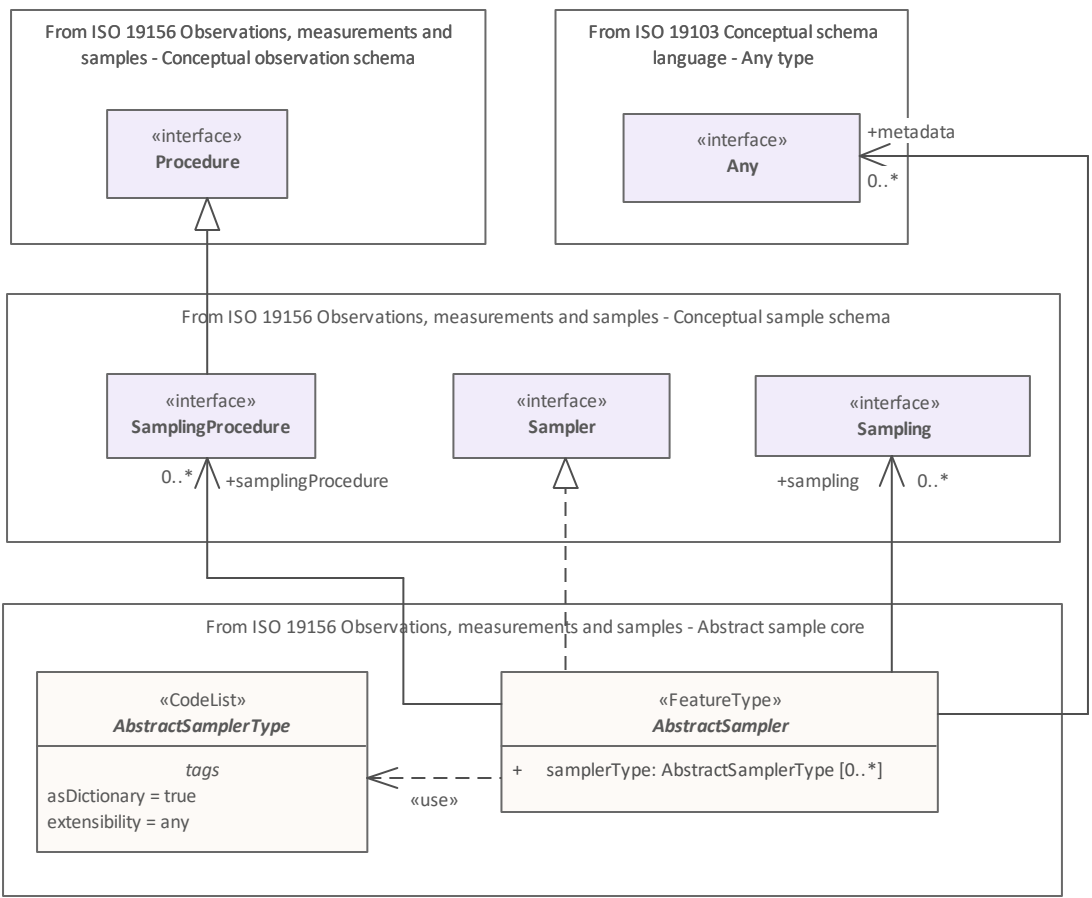 From ISO 19156 Observations, measurements and
samples - Conceptual observation schema
«interface»
Procedure
From ISO 19103 Conceptual schema
language - Any type
«interface»
Any
+metadata
0..*
From ISO 19156 Observations, measurements and samples - Conceptual sample schema
«interface»
SamplingProcedure
0..*
+samplingProcedure
«interface»
Sampler
«interface»
Sampling
+sampling
0..*
From ISO 19156 Observations, measurements and samples - Abstract sample core
«CodeList»
AbstractSamplerType
tags
asDictionary = true
extensibility = any
«use»
«FeatureType»
AbstractSampler
+ samplerType: AbstractSamplerType [0..*]